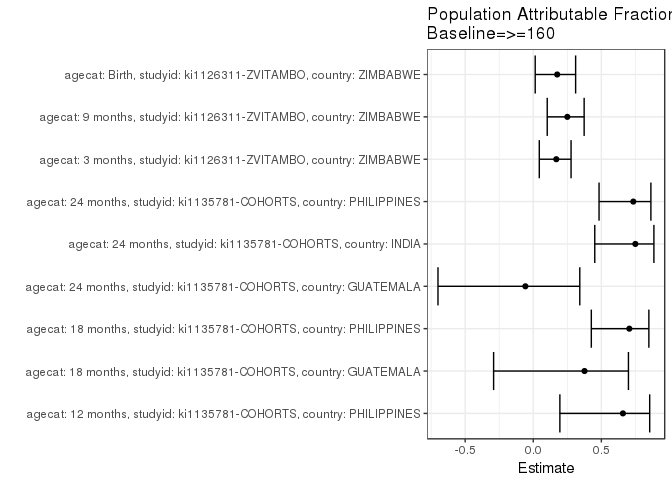 Population Attributable Fraction
Baseline=>=160
agecat: Birth, studyid: ki1126311-ZVITAMBO, country: ZIMBABWE
agecat: 9 months, studyid: ki1126311-ZVITAMBO, country: ZIMBABWE
agecat: 3 months, studyid: ki1126311-ZVITAMBO, country: ZIMBABWE
agecat: 24 months, studyid: ki1135781-COHORTS, country: PHILIPPINES
agecat: 24 months, studyid: ki1135781-COHORTS, country: INDIA
agecat: 24 months, studyid: ki1135781-COHORTS, country: GUATEMALA
agecat: 18 months, studyid: ki1135781-COHORTS, country: PHILIPPINES
agecat: 18 months, studyid: ki1135781-COHORTS, country: GUATEMALA
agecat: 12 months, studyid: ki1135781-COHORTS, country: PHILIPPINES
-0.5 0.0 0.5
Estimate